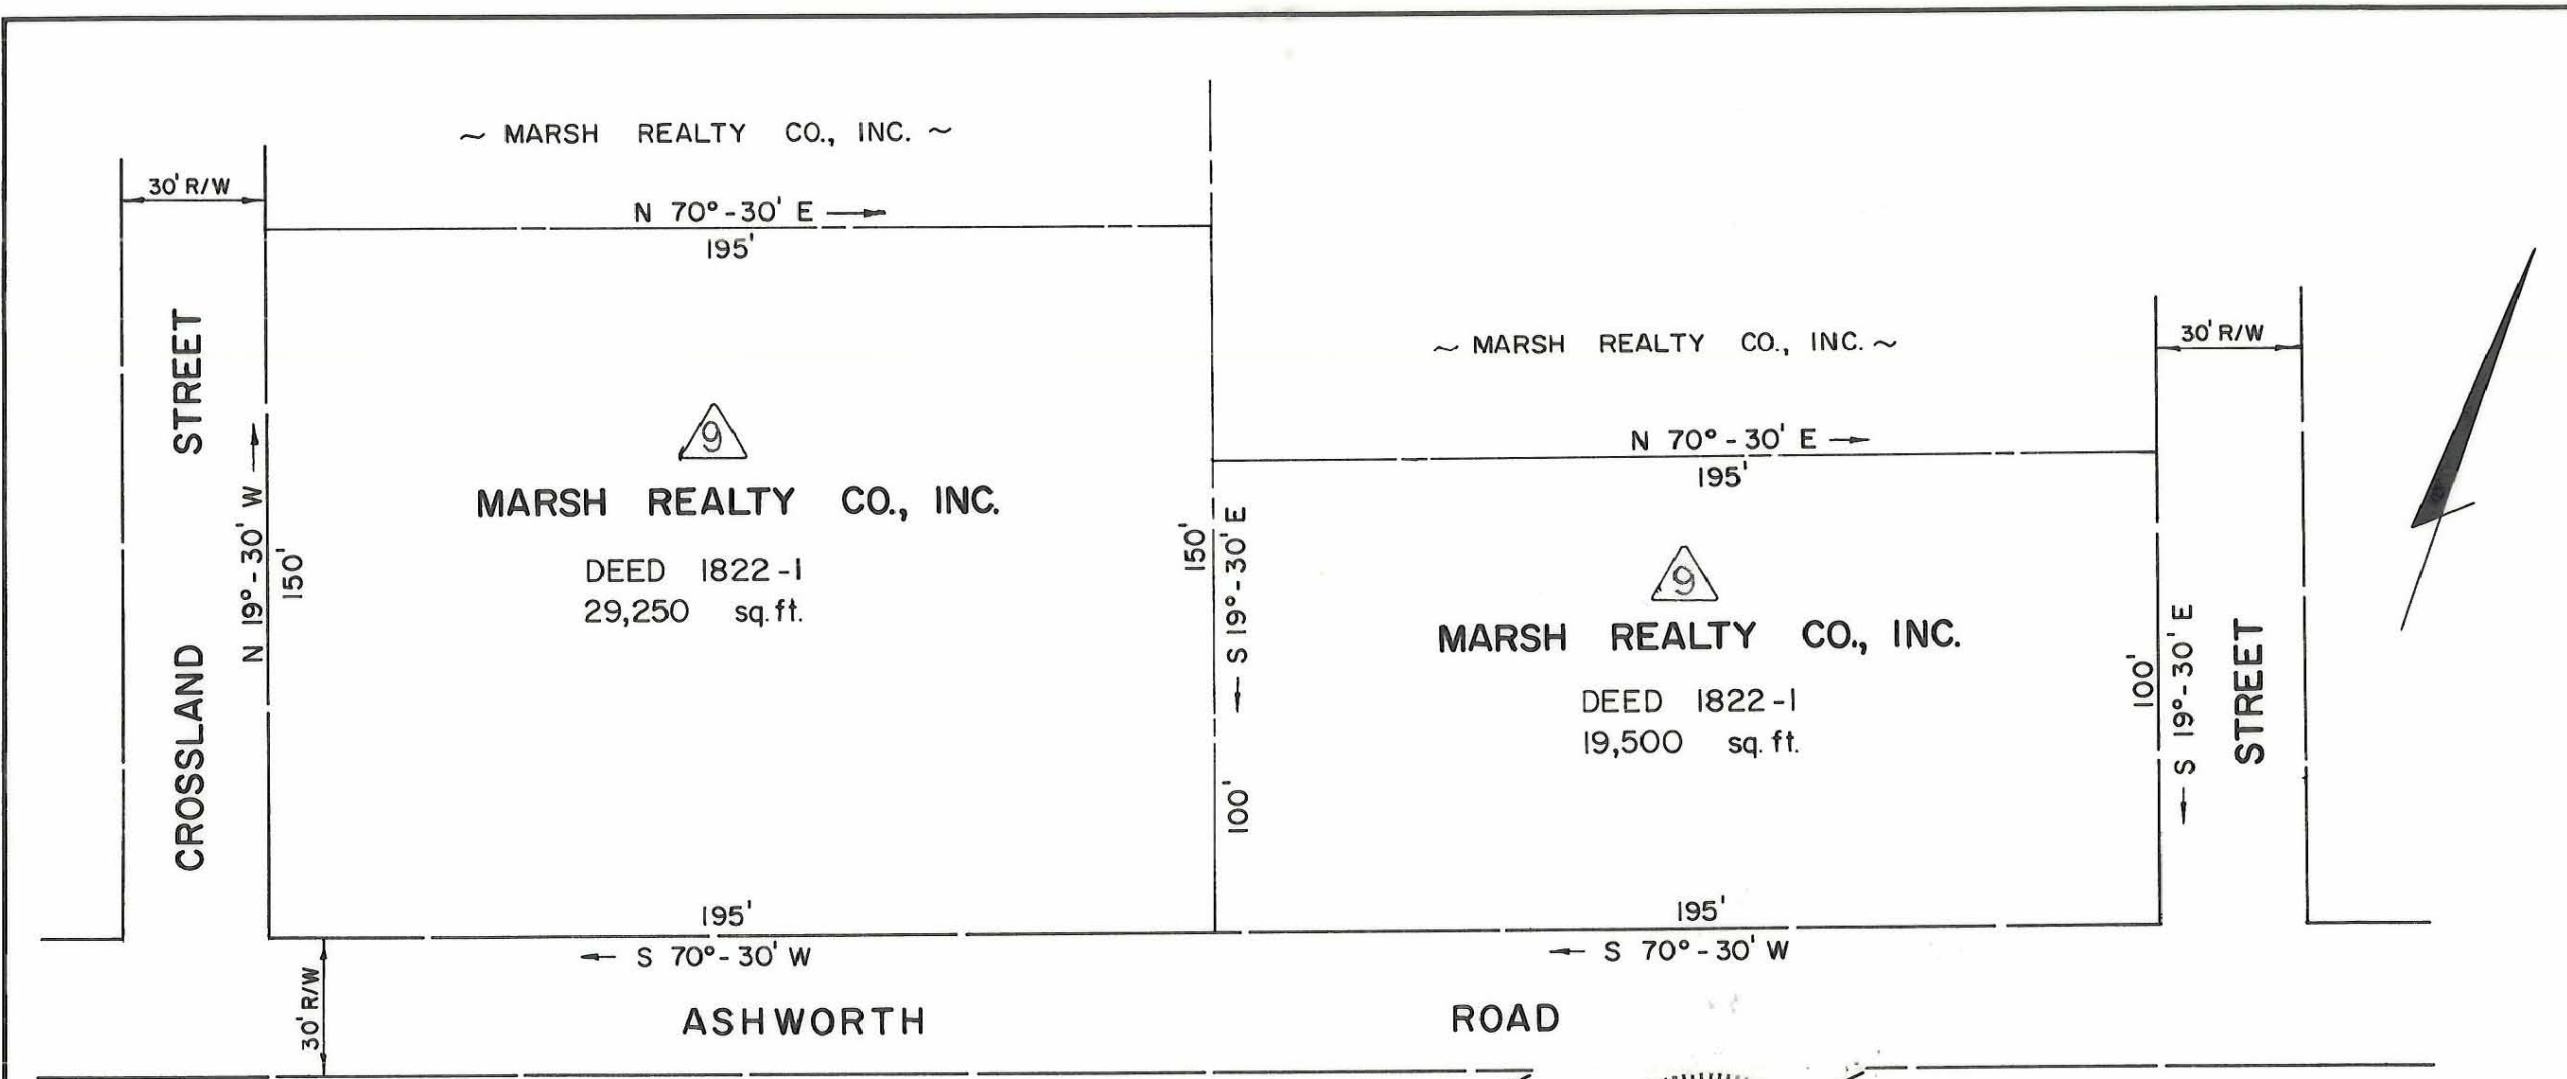 ~ MARSH REALTY CO., INC. ~
30' R/W
N 70°-30' E
195'
~ MARSH REALTY CO., INC. ~
30' R/W
N 70°-30' E
195'
CROSSLAND STREET
N 19°-30' W
150'
9
MARSH REALTY CO., INC.
DEED 1822-1
29,250 sq. ft.
150'
S 19°-30' E
100'
9
MARSH REALTY CO., INC.
DEED 1822-1
19,500 sq. ft.
100'
S 19°-30' E
STREET
195'
S 70°-30' W
195'
S 70°-30' W
30' R/W
ASHWORTH ROAD